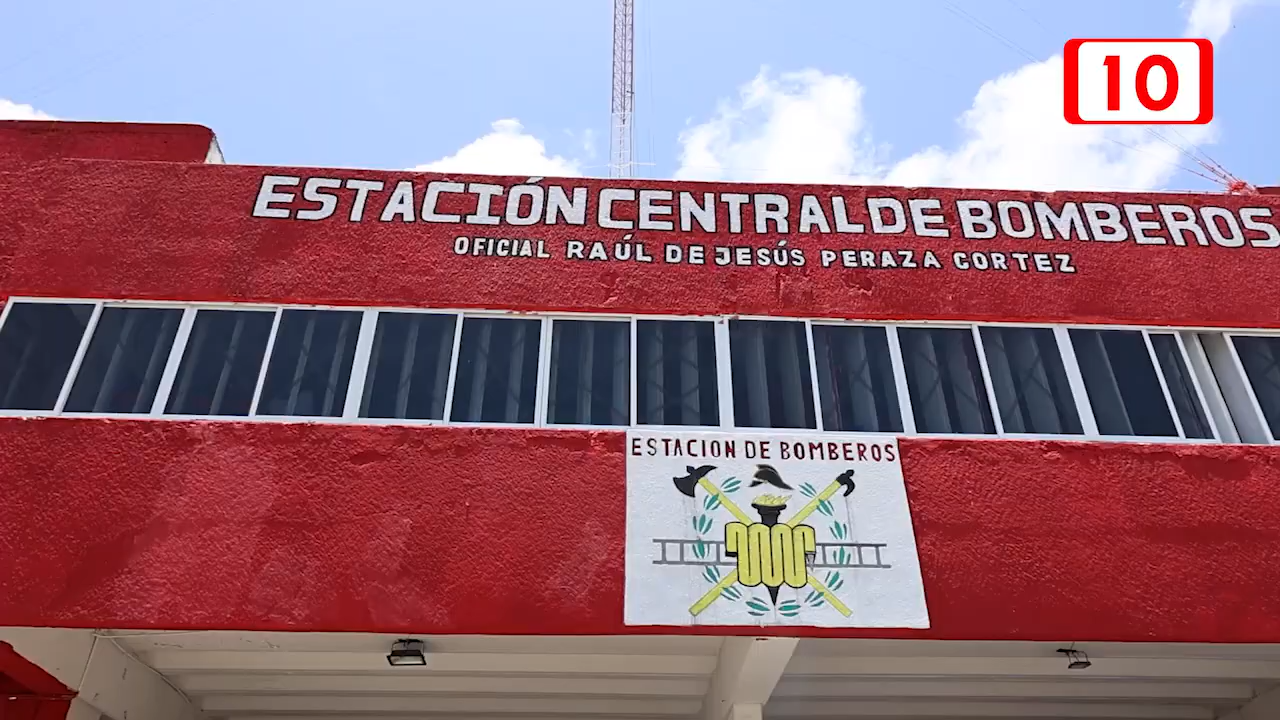 10
ESTACIÓN CENTRAL DE BOMBEROS
OFICIAL RAÚL DE JESÚS PERAZA CORTEZ
ESTACION DE BOMBEROS